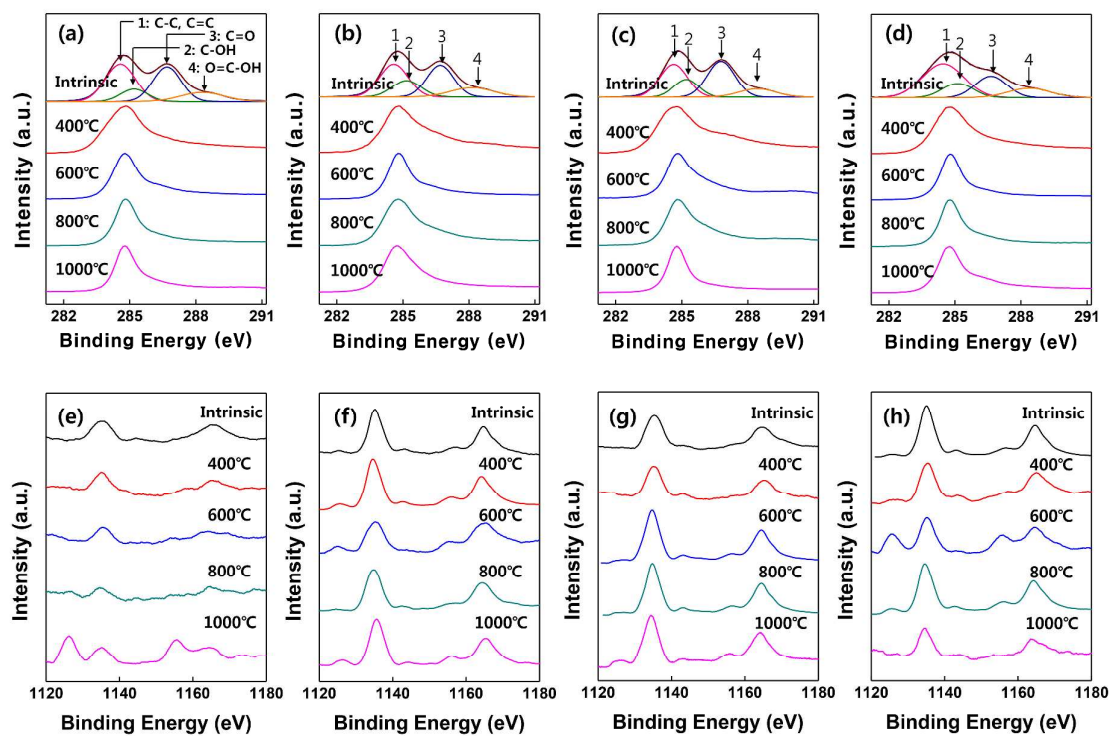 (a)
1: C-C, C=C
3: C=O
2: C-OH
4: O=C-OH
Intrinsic
400℃
600℃
800℃
1000℃
282 285 288 291
Binding Energy (eV)
Intensity (a.u.)
(b)
1
2
3
4
Intrinsic
400℃
600℃
800℃
1000℃
282 285 288 291
Binding Energy (eV)
Intensity (a.u.)
(c)
1
2
3
4
Intrinsic
400℃
600℃
800℃
1000℃
282 285 288 291
Binding Energy (eV)
Intensity (a.u.)
(d)
1
2
3
4
Intrinsic
400℃
600℃
800℃
1000℃
282 285 288 291
Binding Energy (eV)
Intensity (a.u.)
(e)
Intrinsic
400℃
600℃
800℃
1000℃
1120 1140 1160 1180
Binding Energy (eV)
Intensity (a.u.)
(f)
Intrinsic
400℃
600℃
800℃
1000℃
1120 1140 1160 1180
Binding Energy (eV)
Intensity (a.u.)
(g)
Intrinsic
400℃
600℃
800℃
1000℃
1120 1140 1160 1180
Binding Energy (eV)
Intensity (a.u.)
(h)
Intrinsic
400℃
600℃
800℃
1000℃
1120 1140 1160 1180
Binding Energy (eV)
Intensity (a.u.)